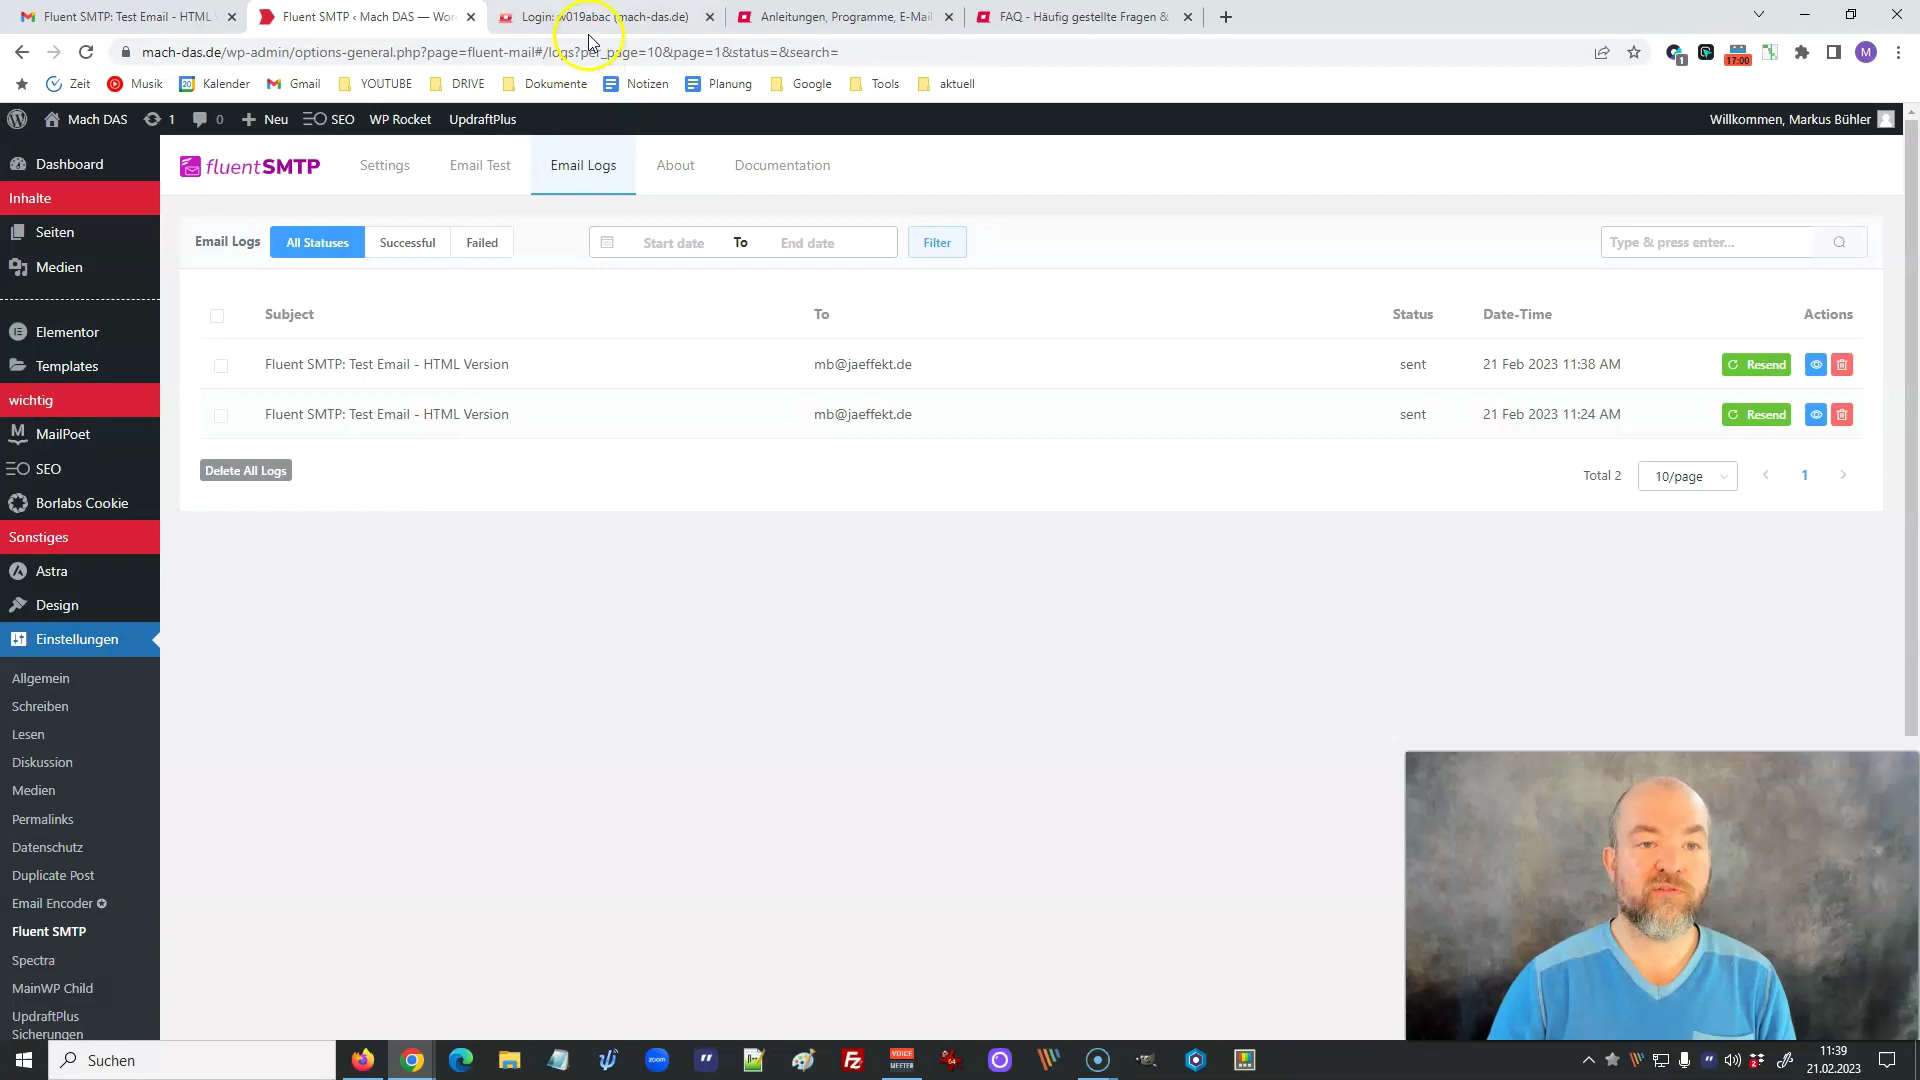 Fluent SMTP: Test Email - HTML
Fluent SMTP ‹ Mach DAS — Wor
Login: w019abac (mach-das.de)
Anleitungen, Programme, E-Mail
FAQ - Häufig gestellte Fragen &
mach-das.de/wp-admin/options-general.php?page=fluent-mail#/logs?per_page=10&page=1&status=&search=
1
17:00
M
Zeit
Musik
20
Kalender
Gmail
YOUTUBE
DRIVE
Dokumente
Notizen
Planung
Google
Tools
aktuell
Mach DAS
1
0
Neu
SEO
WP Rocket
UpdraftPlus
Willkommen, Markus Bühler
Dashboard
Inhalte
Seiten
Medien
Elementor
Templates
wichtig
MailPoet
SEO
Borlabs Cookie
Sonstiges
Astra
Design
Einstellungen
Allgemein
Schreiben
Lesen
Diskussion
Medien
Permalinks
Datenschutz
Duplicate Post
Email Encoder
Fluent SMTP
Spectra
MainWP Child
UpdraftPlus
Sicherungen
fluentSMTP
Settings
Email Test
Email Logs
About
Documentation
Email Logs
All Statuses
Successful
Failed
Start date
To
End date
Filter
Type & press enter...
Subject
To
Status
Date-Time
Actions
Fluent SMTP: Test Email - HTML Version
mb@jaeffekt.de
sent
21 Feb 2023 11:38 AM
Resend
Fluent SMTP: Test Email - HTML Version
mb@jaeffekt.de
sent
21 Feb 2023 11:24 AM
Resend
Delete All Logs
Total 2
10/page
1
Suchen
zoom
VOICE
MEETER
11:39
21.02.2023